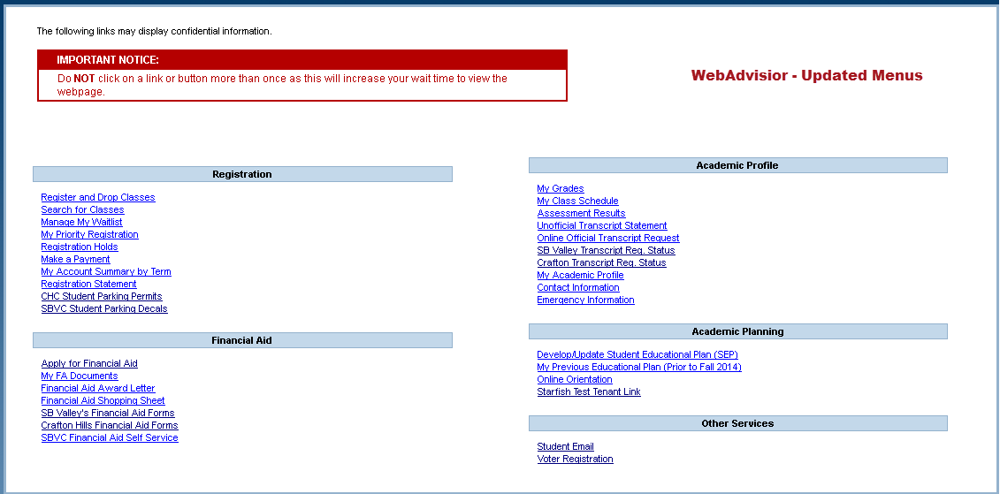 The following links may display confidential information.
IMPORTANT NOTICE:
Do NOT click on a link or button more than once as this will increase your wait time to view the
webpage.
WebAdvisior - Updated Menus
Registration
Register and Drop Classes
Search for Classes
Manage My Waitlist
My Priority Registration
Registration Holds
Make a Payment
My Account Summary by Term
Registration Statement
CHC Student Parking Permits
SBVC Student Parking Decals
Financial Aid
Apply for Financial Aid
My FA Documents
Financial Aid Award Letter
Financial Aid Shopping Sheet
SB Valley's Financial Aid Forms
Crafton Hills Financial Aid Forms
SBVC Financial Aid Self Service
Academic Profile
My Grades
My Class Schedule
Assessment Results
Unofficial Transcript Statement
Online Official Transcript Request
SB Valley Transcript Req. Status
Crafton Transcript Req. Status
My Academic Profile
Contact Information
Emergency Information
Academic Planning
Develop/Update Student Educational Plan (SEP)
My Previous Educational Plan (Prior to Fall 2014)
Online Orientation
Starfish Test Tenant Link
Other Services
Student Email
Voter Registration